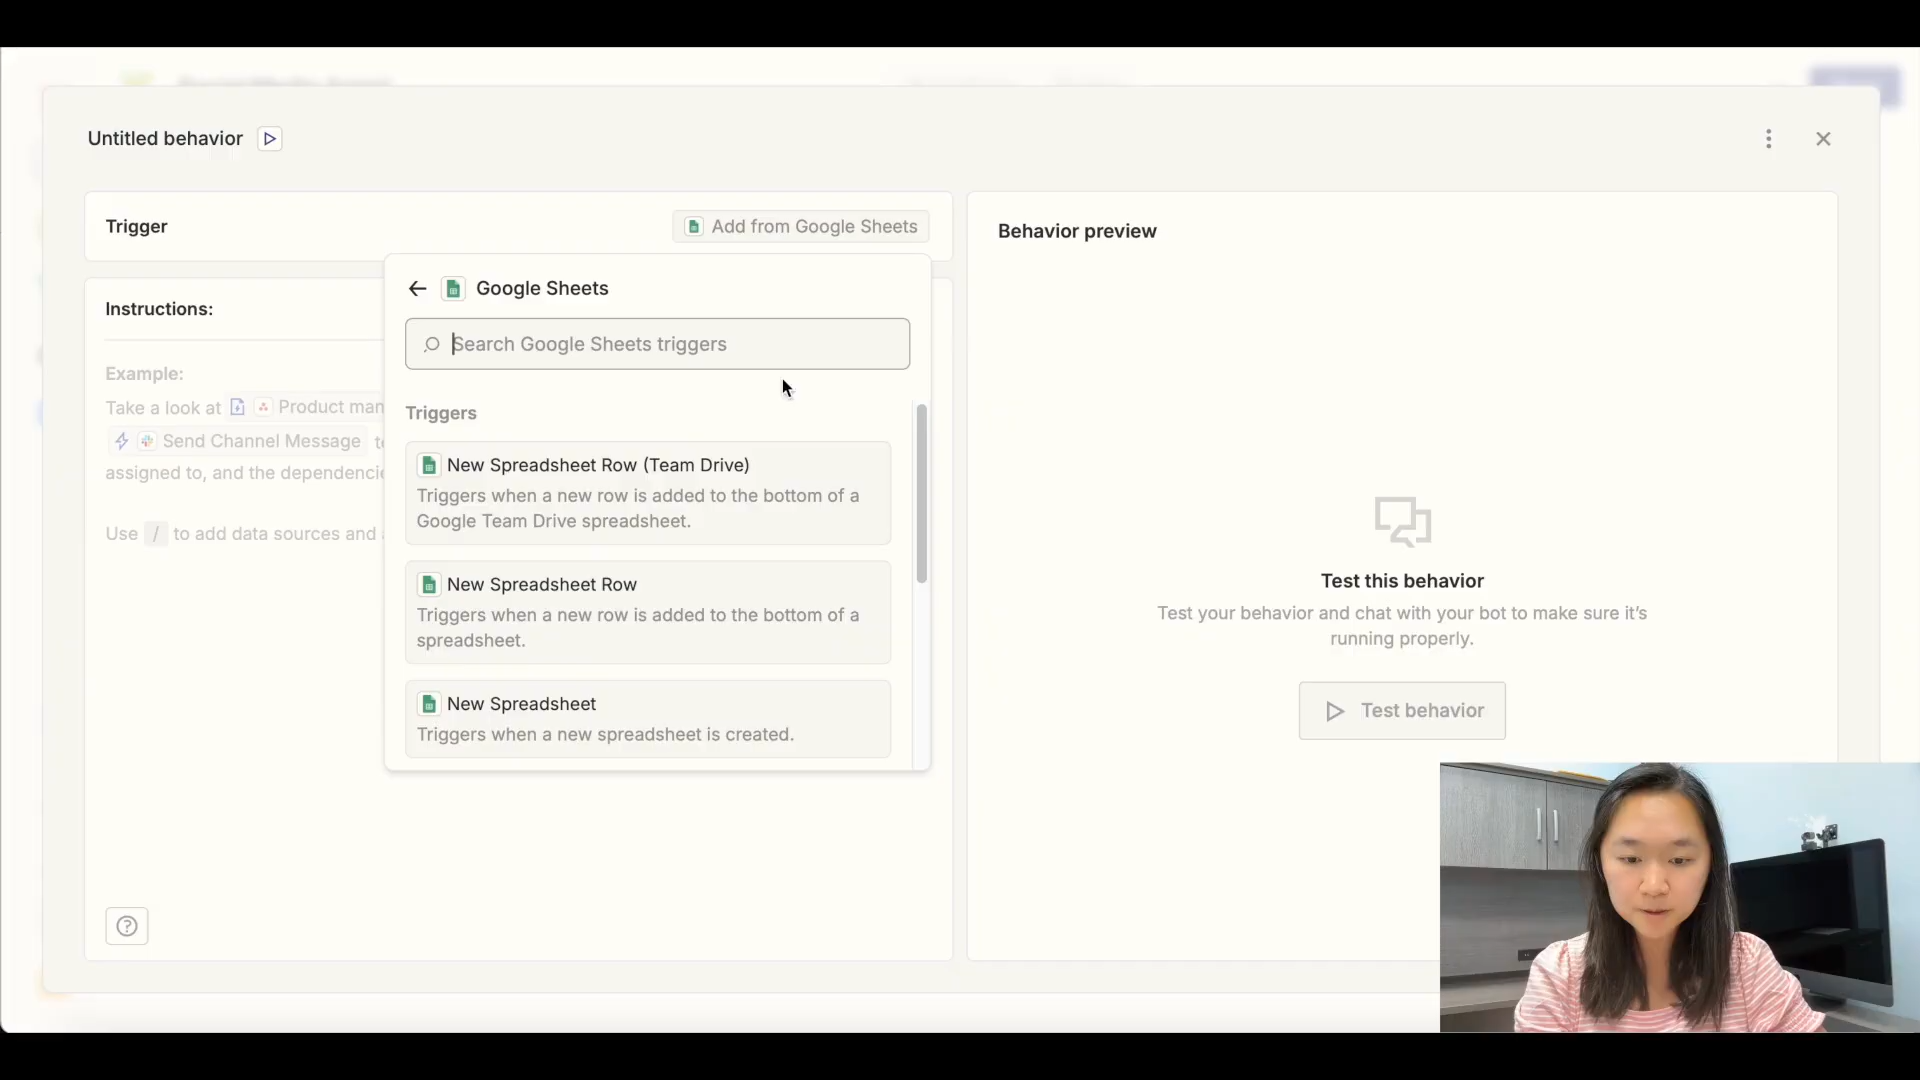 Untitled behavior
Trigger
Add from Google Sheets
Behavior preview
Google Sheets
Instructions:
Search Google Sheets triggers
Example:
Take a look at Product man
Triggers
Send Channel Message
assigned to, and the dependencie
New Spreadsheet Row (Team Drive)
Triggers when a new row is added to the bottom of a
Google Team Drive spreadsheet.
Use / to add data sources and
New Spreadsheet Row
Triggers when a new row is added to the bottom of a
spreadsheet.
New Spreadsheet
Triggers when a new spreadsheet is created.
Test this behavior
Test your behavior and chat with your bot to make sure it’s
running properly.
Test behavior
?